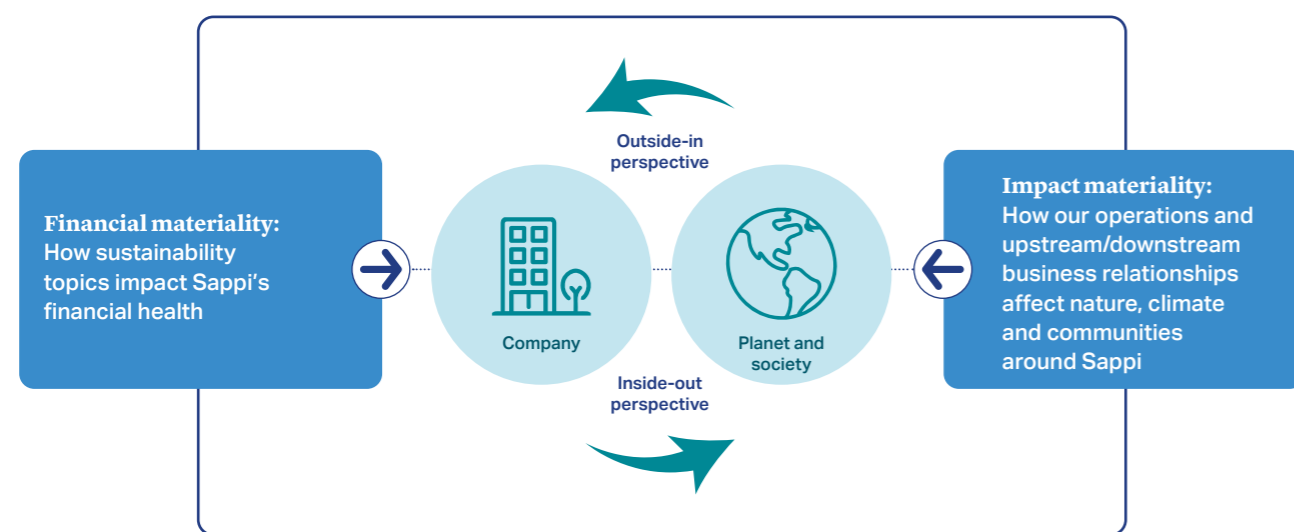 Outside-in
perspective
Financial materiality:
How sustainability
topics impact Sappi’s
financial health
Company
Planet and
society
Impact materiality:
How our operations and
upstream/downstream
business relationships
affect nature, climate
and communities
around Sappi
Inside-out
perspective